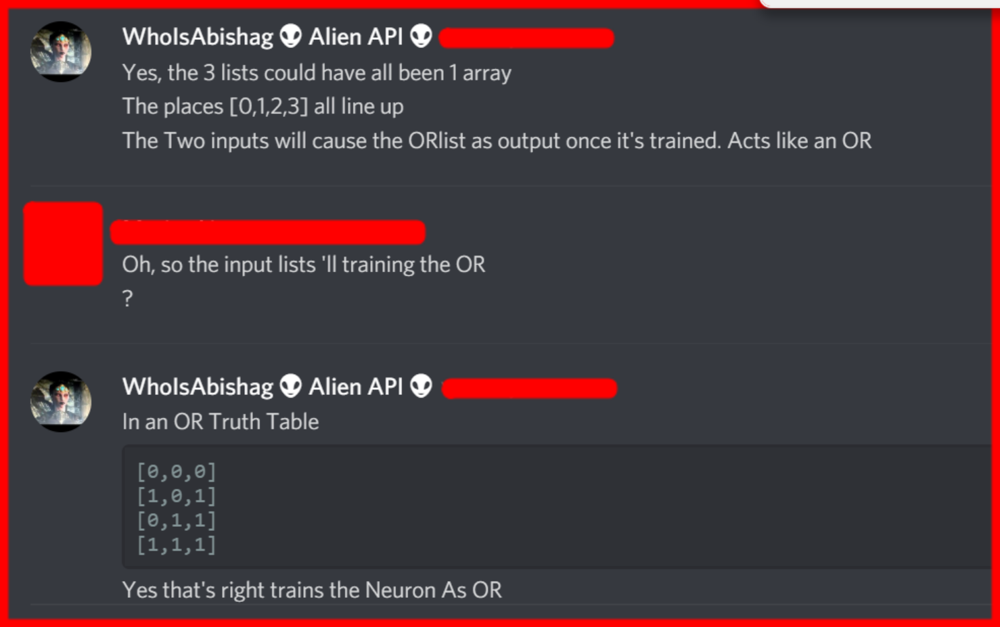 WhoIsAbishag 👽 Alien API 👽
Yes, the 3 lists could have all been 1 array
The places [0,1,2,3] all line up
The Two inputs will cause the ORlist as output once it's trained. Acts like an OR
Oh, so the input lists 'll training the OR
?
WhoIsAbishag 👽 Alien API 👽
In an OR Truth Table
[0,0,0]
[1,0,1]
[0,1,1]
[1,1,1]
Yes that's right trains the Neuron As OR